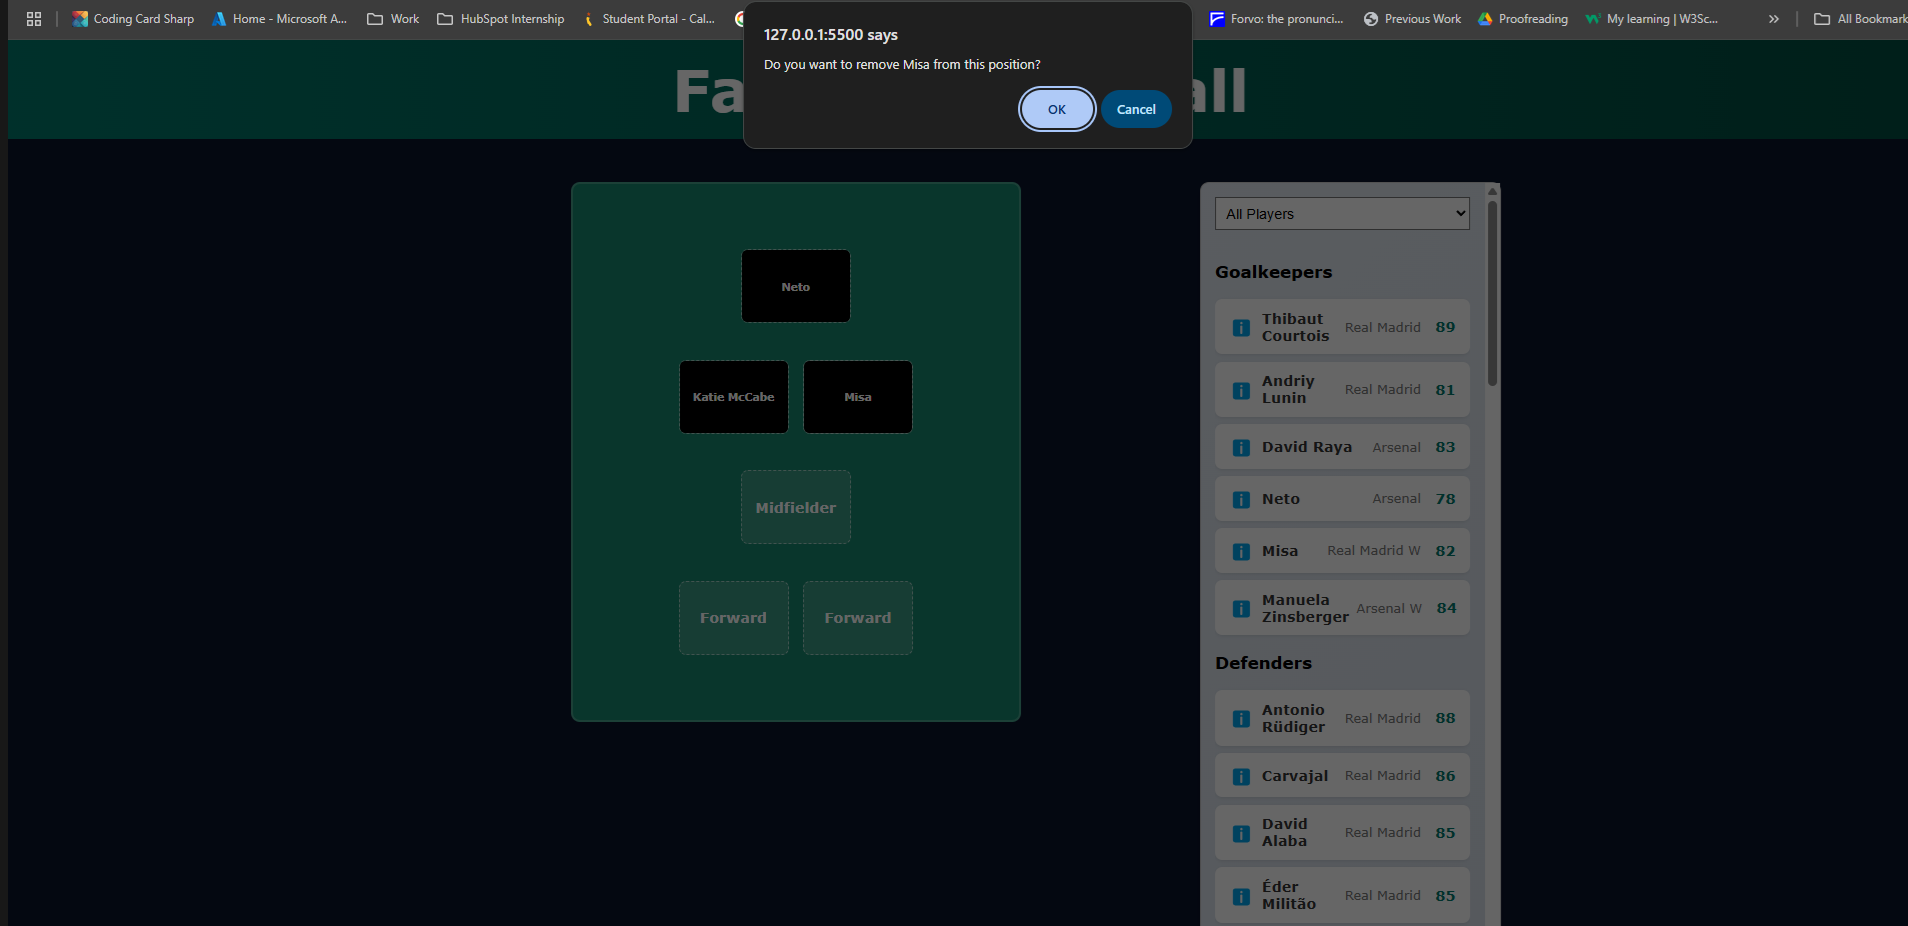 Coding Card Sharp
Home - Microsoft A...
Work
HubSpot Internship
Student Portal - Cal...
Forvo: the pronunci...
Previous Work
Proofreading
My learning | W3Sc...
»
All Bookmark
127.0.0.1:5500 says
Do you want to remove Misa from this position?
OK
Cancel
Fa
all
Neto
Katie McCabe
Misa
Midfielder
Forward
Forward
All Players
Goalkeepers
Thibaut
Courtois
Real Madrid
89
Andriy
Lunin
Real Madrid
81
David Raya
Arsenal
83
Neto
Arsenal
78
Misa
Real Madrid W
82
Manuela
Zinsberger
Arsenal W
84
Defenders
Antonio
Rüdiger
Real Madrid
88
Carvajal
Real Madrid
86
David
Alaba
Real Madrid
85
Éder
Militão
Real Madrid
85